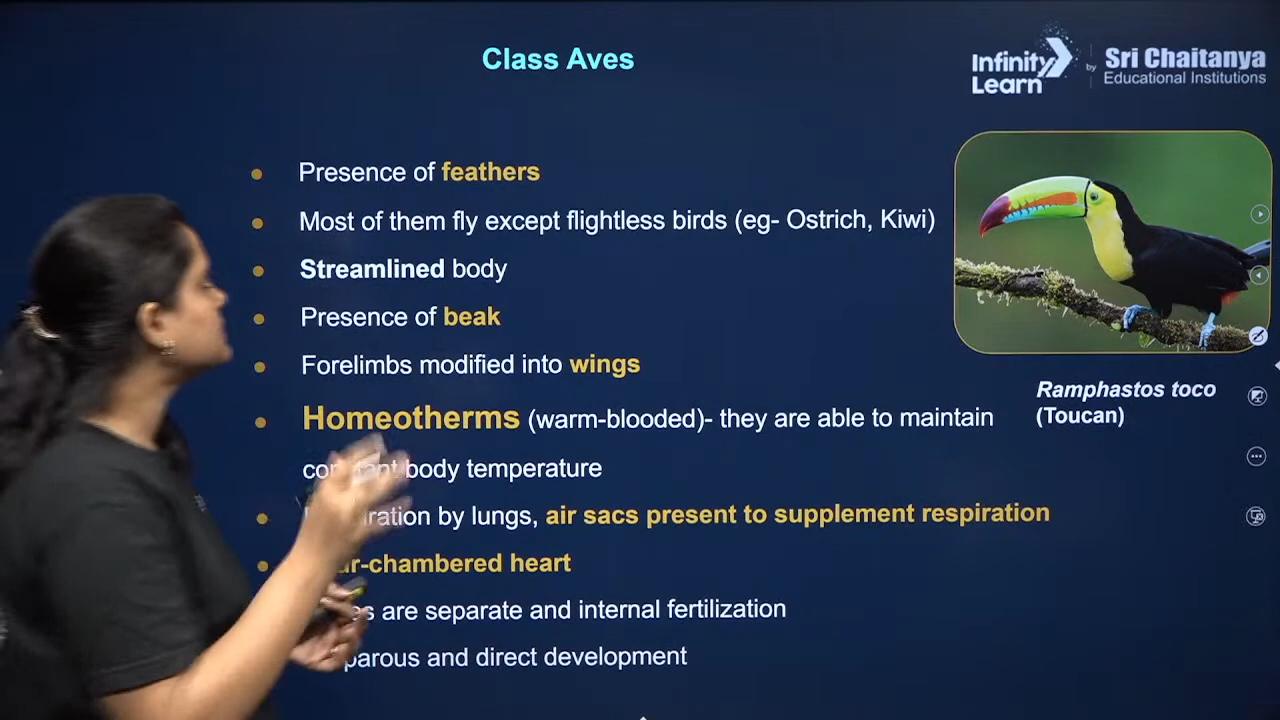 Class Aves
Infinity Learn
by
Sri Chaitanya
Educational Institutions
Presence of feathers
Most of them fly except flightless birds (eg- Ostrich, Kiwi)
Streamlined body
Presence of beak
Forelimbs modified into wings
Homeotherms (warm-blooded)- they are able to maintain
body temperature
by lungs, air sacs present to supplement respiration
heart
are separate and internal fertilization
and direct development
Ramphastos toco
(Toucan)